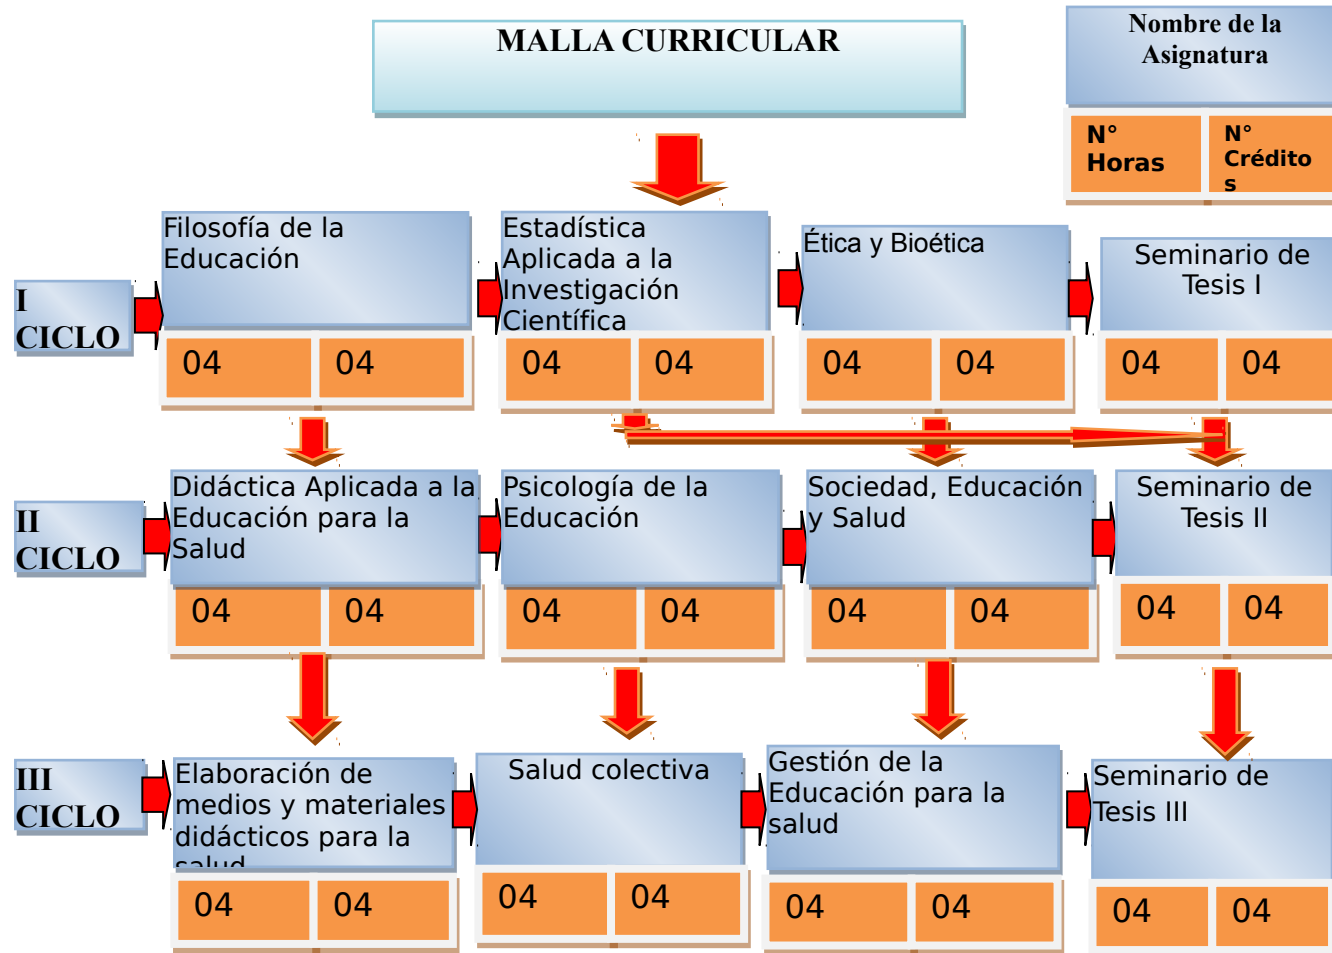 MALLA CURRICULAR
Nombre de la
Asignatura
N°
Horas
N°
Crédito
s
I
CICLO
Filosofía de la
Educación
04 04
Estadística
Aplicada a la
Investigación
Científica
04 04
Ética y Bioética
04 04
Seminario de
Tesis I
04 04
II
CICLO
Didáctica Aplicada a la
Educación para la
Salud
04 04
Psicología de la
Educación
04 04
Sociedad, Educación
y Salud
04 04
Seminario de
Tesis II
04 04
III
CICLO
Elaboración de
medios y materiales
didácticos para la
salud
04 04
Salud colectiva
04 04
Gestión de la
Educación para la
salud
04 04
Seminario de
Tesis III
04 04